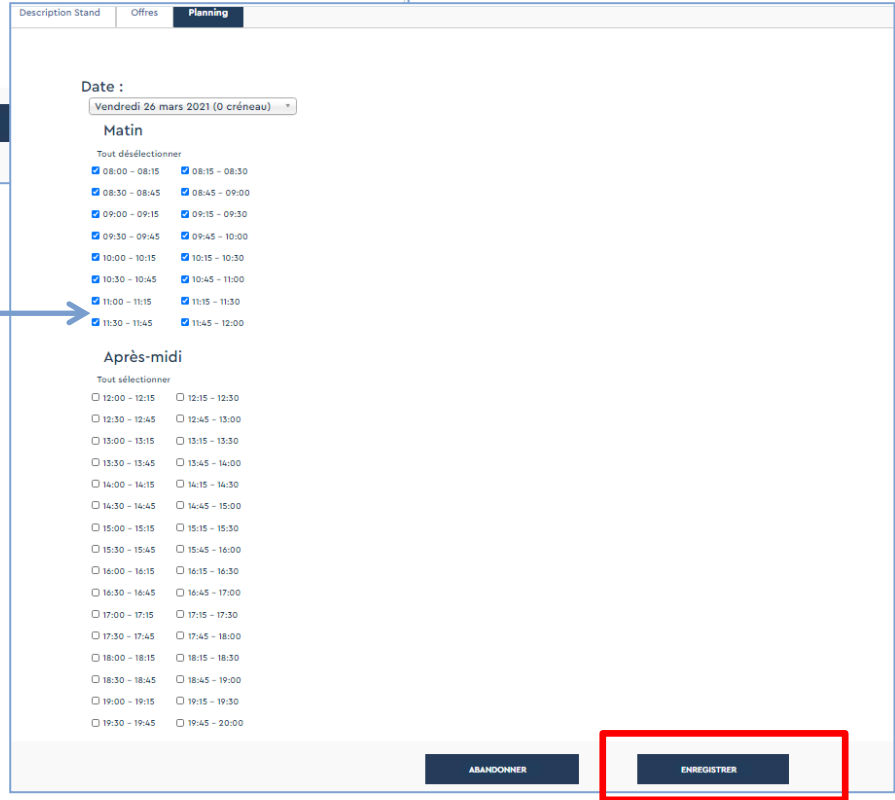 Description Stand Offres Planning
Date :
Vendredi 26 mars 2021 (0 créneau)
Matin
Tout désélectionner
08:00 - 08:15 08:15 - 08:30
08:30 - 08:45 08:45 - 09:00
09:00 - 09:15 09:15 - 09:30
09:30 - 09:45 09:45 - 10:00
10:00 - 10:15 10:15 - 10:30
10:30 - 10:45 10:45 - 11:00
11:00 - 11:15 11:15 - 11:30
11:30 - 11:45 11:45 - 12:00
Après-midi
Tout sélectionner
12:00 - 12:15 12:15 - 12:30
12:30 - 12:45 12:45 - 13:00
13:00 - 13:15 13:15 - 13:30
13:30 - 13:45 13:45 - 14:00
14:00 - 14:15 14:15 - 14:30
14:30 - 14:45 14:45 - 15:00
15:00 - 15:15 15:15 - 15:30
15:30 - 15:45 15:45 - 16:00
16:00 - 16:15 16:15 - 16:30
16:30 - 16:45 16:45 - 17:00
17:00 - 17:15 17:15 - 17:30
17:30 - 17:45 17:45 - 18:00
18:00 - 18:15 18:15 - 18:30
18:30 - 18:45 18:45 - 19:00
19:00 - 19:15 19:15 - 19:30
19:30 - 19:45 19:45 - 20:00
ABANDONNER ENREGISTRER